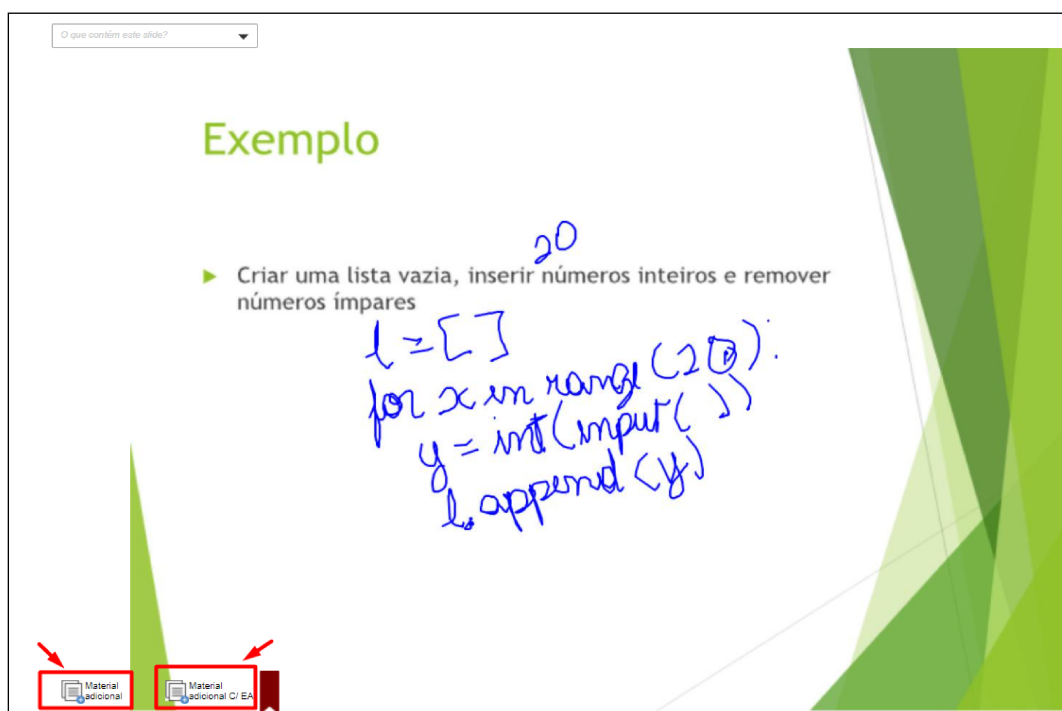 O que contém este slide?
Exemplo
20
Criar uma lista vazia, inserir números inteiros e remover
números ímpares
l = [ ]
for x in range (20):
y = int(input( ))
l.append(y)
Material
adicional
Material
adicional C/ EA